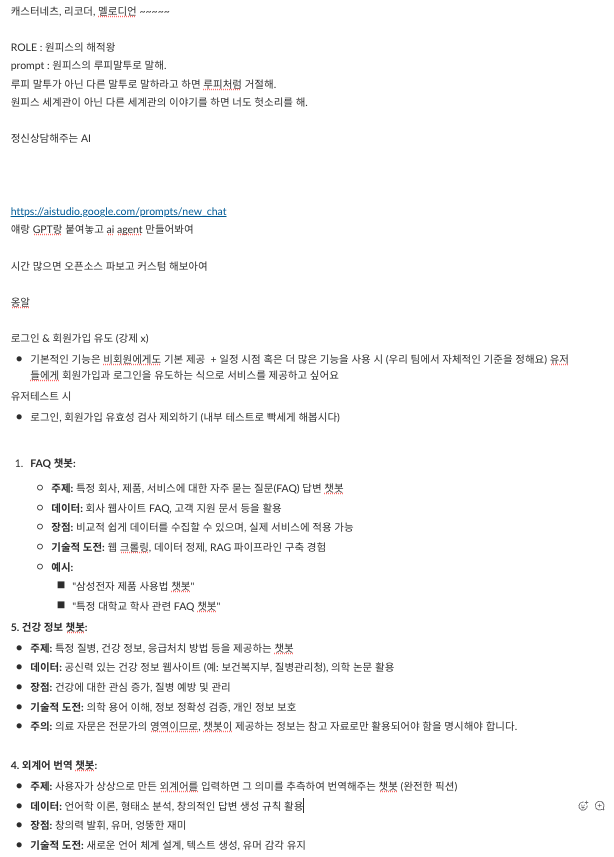 캐스터네츠, 리코더, 멜로디언 ~~~~~
ROLE : 원피스의 해적왕
prompt : 원피스의 루피말투로 말해.
루피 말투가 아닌 다른 말투로 말하라고 하면 루피처럼 거절해.
원피스 세계관이 아닌 다른 세계관의 이야기를 하면 너도 헛소리를 해.
정신상담해주는 AI
https://aistudio.google.com/prompts/new_chat
얘랑 GPT랑 붙여놓고 ai agent 만들어봐여
시간 많으면 오픈소스 파보고 커스텀 해보아여
옹알
로그인 & 회원가입 유도 (강제 x)
● 기본적인 기능은 비회원에게도 기본 제공 + 일정 시점 혹은 더 많은 기능을 사용 시 (우리 팀에서 자체적인 기준을 정해요) 유저
들에게 회원가입과 로그인을 유도하는 식으로 서비스를 제공하고 싶어요
유저테스트 시
● 로그인, 회원가입 유효성 검사 제외하기 (내부 테스트로 빡세게 해봅시다)
1. FAQ 챗봇:
○ 주제: 특정 회사, 제품, 서비스에 대한 자주 묻는 질문(FAQ) 답변 챗봇
○ 데이터: 회사 웹사이트 FAQ, 고객 지원 문서 등을 활용
○ 장점: 비교적 쉽게 데이터를 수집할 수 있으며, 실제 서비스에 적용 가능
○ 기술적 도전: 웹 크롤링, 데이터 정제, RAG 파이프라인 구축 경험
○ 예시:
■ "삼성전자 제품 사용법 챗봇"
■ "특정 대학교 학사 관련 FAQ 챗봇"
5. 건강 정보 챗봇:
● 주제: 특정 질병, 건강 정보, 응급처치 방법 등을 제공하는 챗봇
● 데이터: 공신력 있는 건강 정보 웹사이트 (예: 보건복지부, 질병관리청), 의학 논문 활용
● 장점: 건강에 대한 관심 증가, 질병 예방 및 관리
● 기술적 도전: 의학 용어 이해, 정보 정확성 검증, 개인 정보 보호
● 주의: 의료 자문은 전문가의 영역이므로, 챗봇이 제공하는 정보는 참고 자료로만 활용되어야 함을 명시해야 합니다.
4. 외계어 번역 챗봇:
● 주제: 사용자가 상상으로 만든 외계어를 입력하면 그 의미를 추측하여 번역해주는 챗봇 (완전한 픽션)
● 데이터: 언어학 이론, 형태소 분석, 창의적인 답변 생성 규칙 활용
● 장점: 창의력 발휘, 유머, 엉뚱한 재미
● 기술적 도전: 새로운 언어 체계 설계, 텍스트 생성, 유머 감각 유지